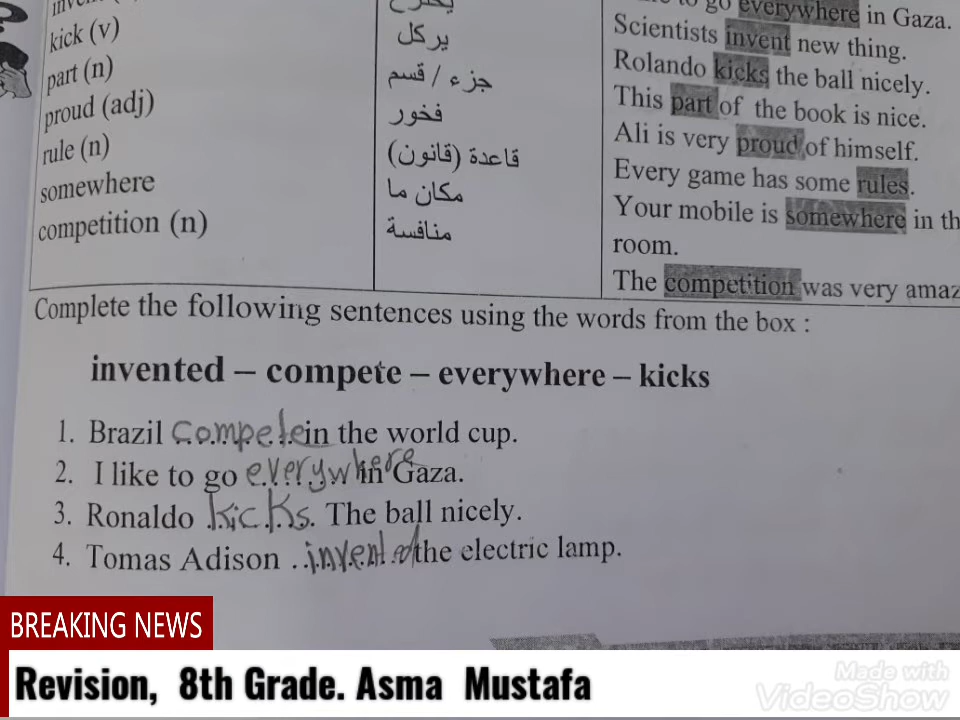 go everywhere in Gaza.
kick (v) يركل Scientists invent new thing.
part (n) جزء / قسم Rolando kicks the ball nicely.
proud (adj) فخور This part of the book is nice.
rule (n) قاعدة (قانون) Ali is very proud of himself.
somewhere مكان ما Every game has some rules.
competition (n) منافسة Your mobile is somewhere in
room.
The competition was very
Complete the following sentences using the words from the box :
invented – compete – everywhere – kicks
1. Brazil compete in the world cup.
2. I like to go everywhere in Gaza.
3. Ronaldo kicks. The ball nicely.
4. Tomas Adison invented the electric lamp.
BREAKING NEWS
Revision, 8th Grade. Asma Mustafa
Made with
VideoShow